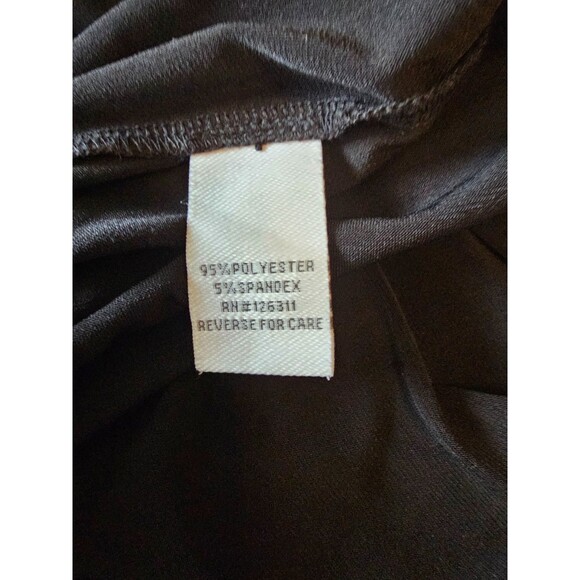 95%POLYESTER
5%SPANDEX
RN#126311
REVERSE FOR CARE